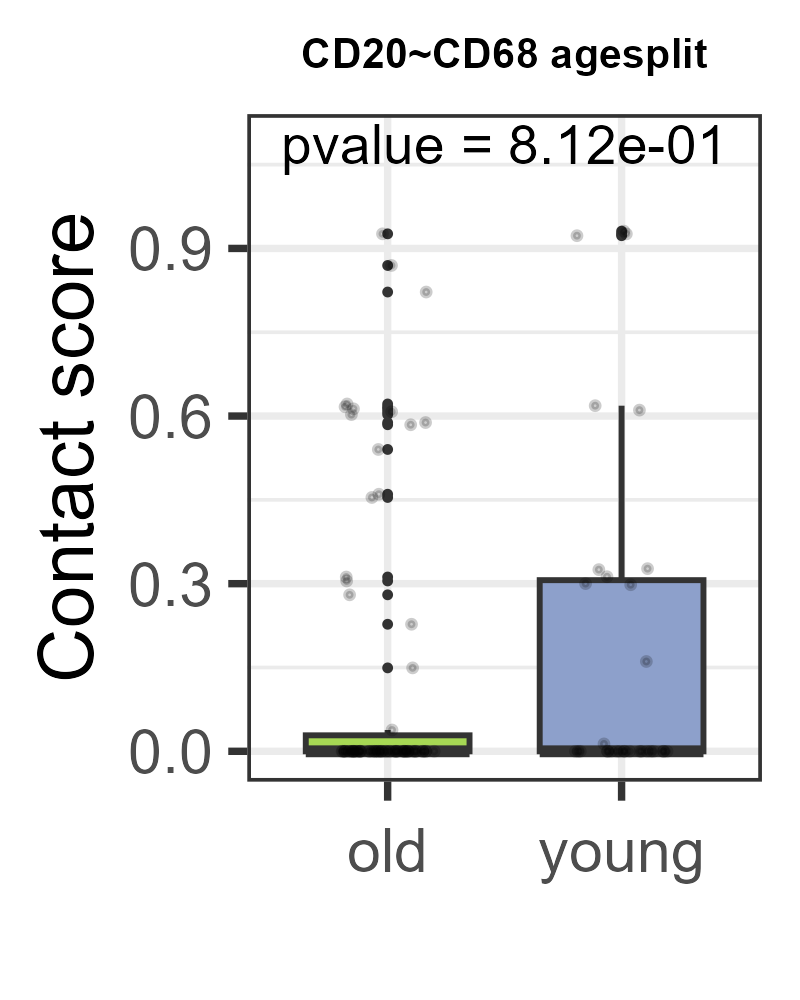 CD20~CD68 agesplit
pvalue = 8.12e-01
Contact score
0.9
0.6
0.3
0.0
old young